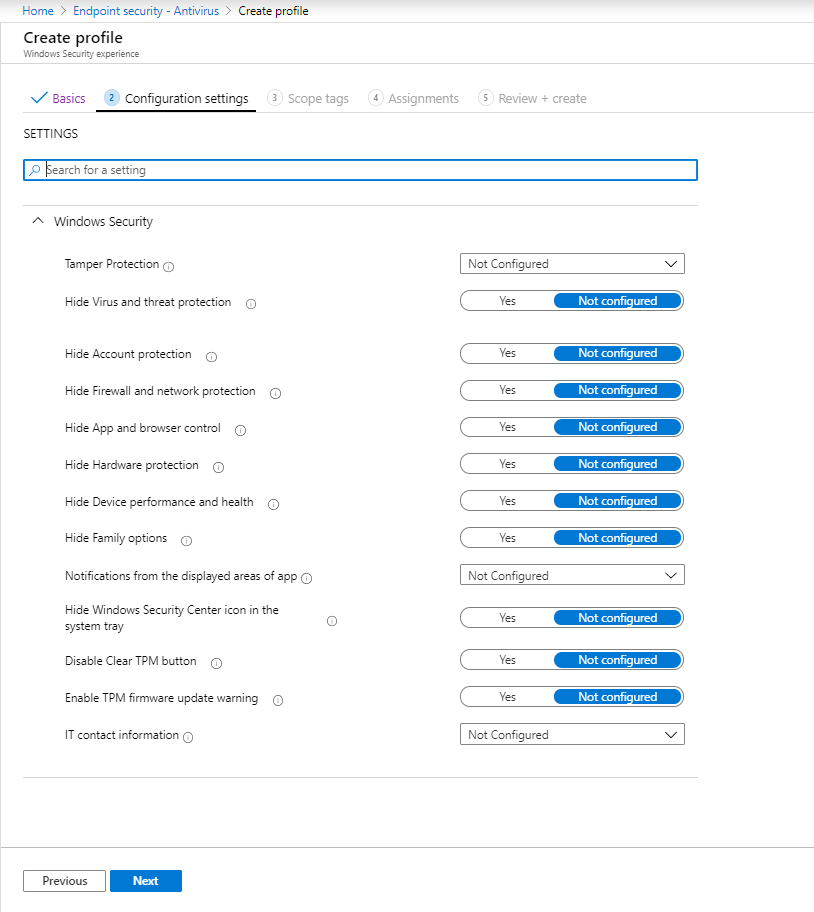 Home > Endpoint security - Antivirus > Create profile
Create profile
Windows Security experience
Basics 2 Configuration settings 3 Scope tags 4 Assignments 5 Review + create
SETTINGS
Search for a setting
Windows Security
Tamper Protection Not Configured
Hide Virus and threat protection Yes Not configured
Hide Account protection Yes Not configured
Hide Firewall and network protection Yes Not configured
Hide App and browser control Yes Not configured
Hide Hardware protection Yes Not configured
Hide Device performance and health Yes Not configured
Hide Family options Yes Not configured
Notifications from the displayed areas of app Not Configured
Hide Windows Security Center icon in the
system tray Yes Not configured
Disable Clear TPM button Yes Not configured
Enable TPM firmware update warning Yes Not configured
IT contact information Not Configured
Previous Next